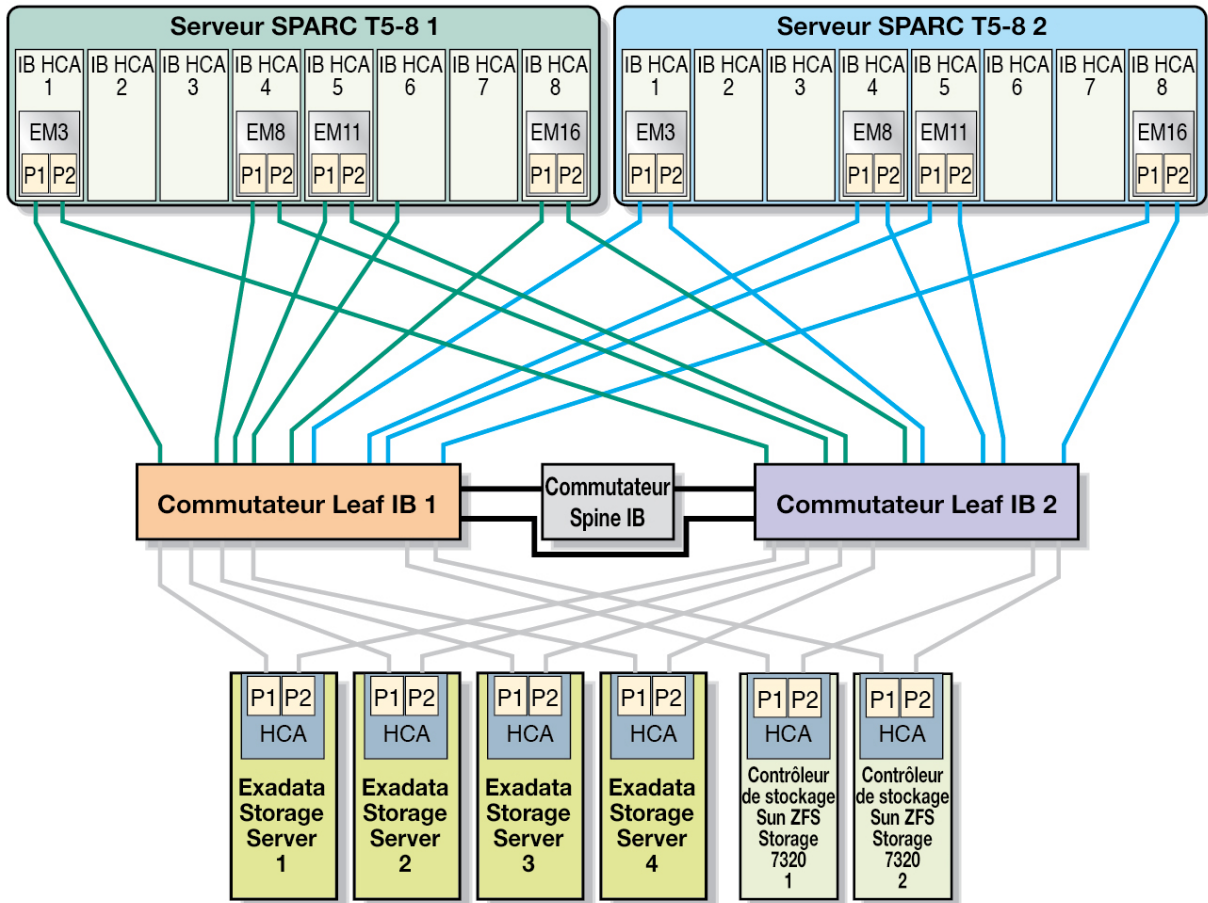 Serveur SPARC T5-8 1
IB HCA 1
IB HCA 2
IB HCA 3
IB HCA 4
IB HCA 5
IB HCA 6
IB HCA 7
IB HCA 8
EM3
EM8
EM11
EM16
P1 P2
P1 P2
P1 P2
P1 P2
Serveur SPARC T5-8 2
IB HCA 1
IB HCA 2
IB HCA 3
IB HCA 4
IB HCA 5
IB HCA 6
IB HCA 7
IB HCA 8
EM3
EM8
EM11
EM16
P1 P2
P1 P2
P1 P2
P1 P2
Commutateur Leaf IB 1
Commutateur
Spine IB
Commutateur Leaf IB 2
P1 P2
HCA
Exadata
Storage
Server
1
P1 P2
HCA
Exadata
Storage
Server
2
P1 P2
HCA
Exadata
Storage
Server
3
P1 P2
HCA
Exadata
Storage
Server
4
P1 P2
HCA
Contrôleur
de stockage
Sun ZFS
Storage
7320
1
P1 P2
HCA
Contrôleur
de stockage
Sun ZFS
Storage
7320
2